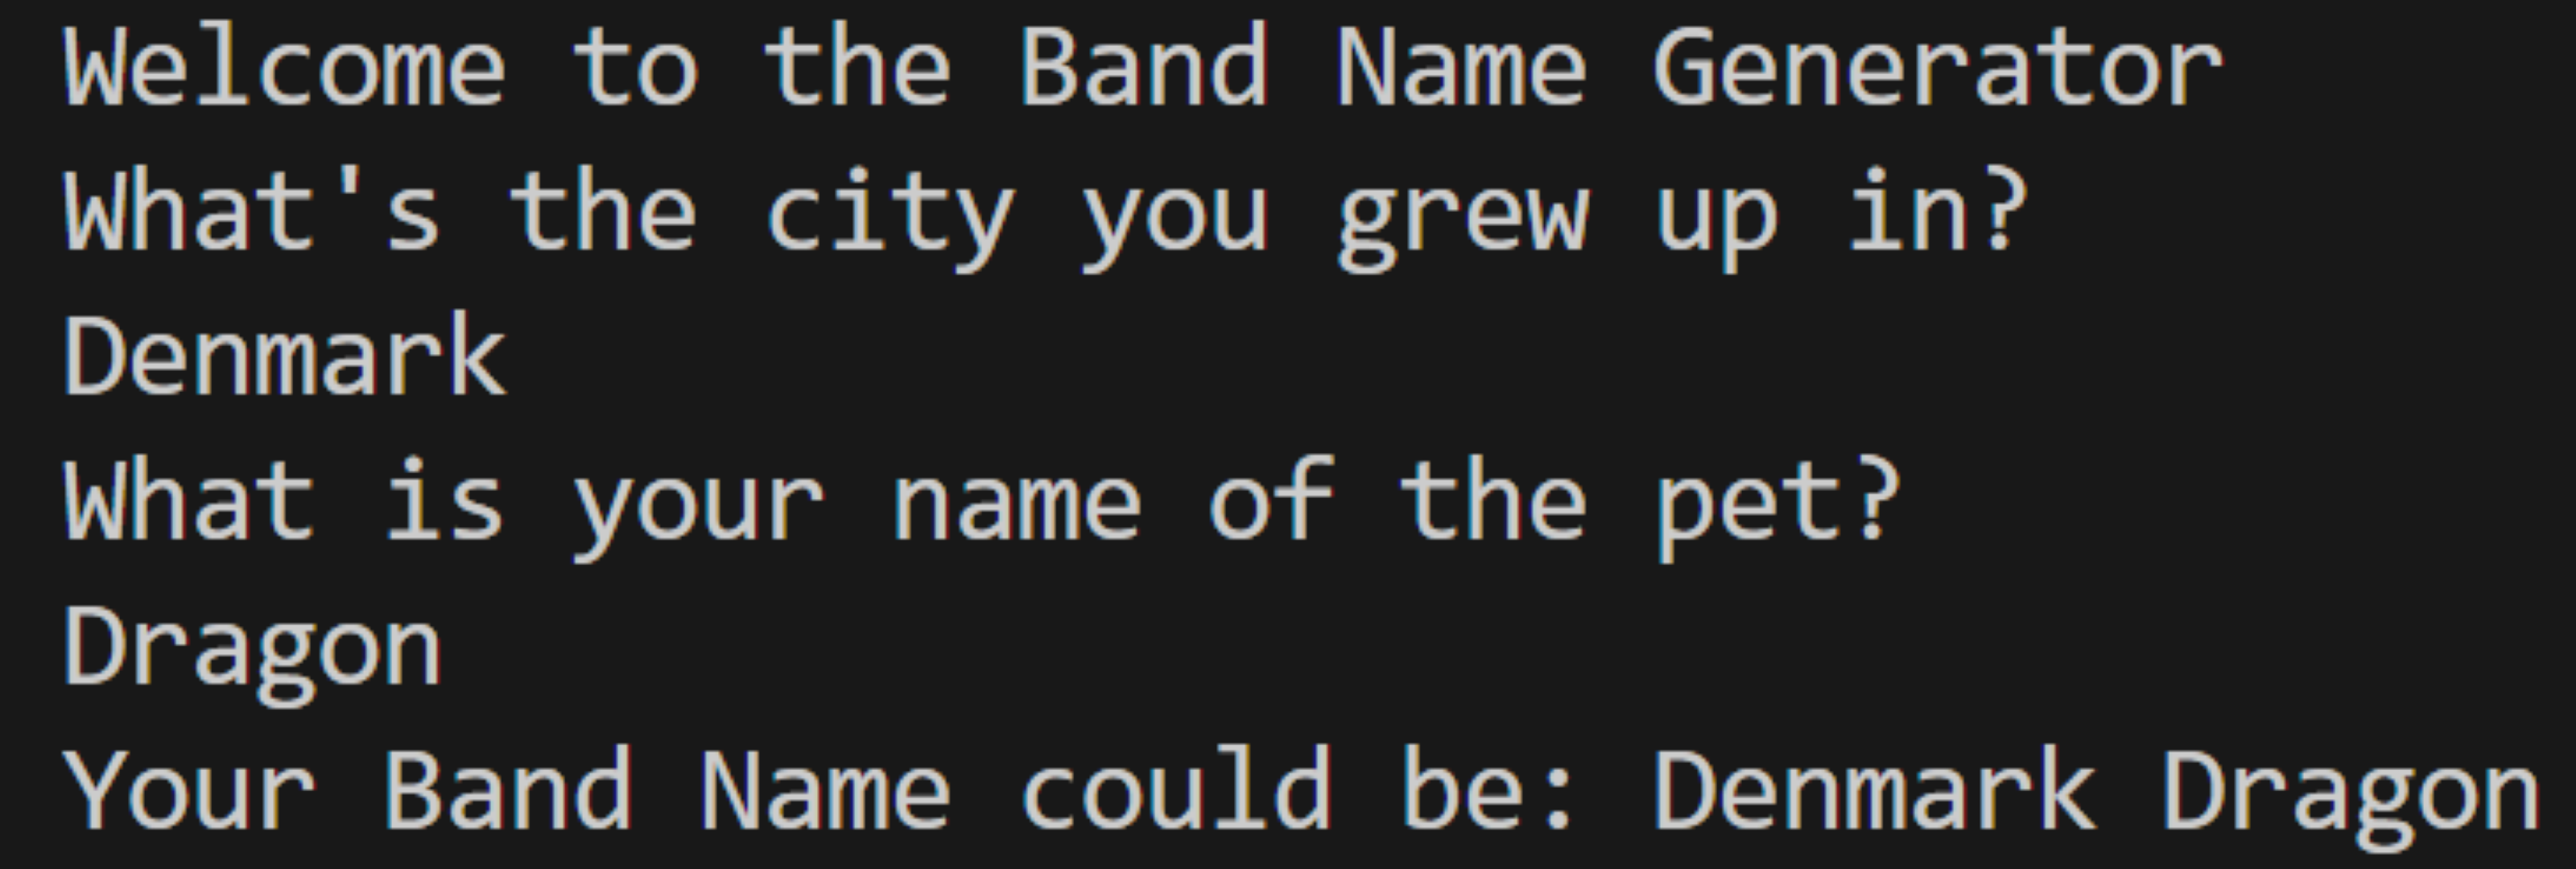 Welcome to the Band Name Generator
What's the city you grew up in?
Denmark
What is your name of the pet?
Dragon
Your Band Name could be: Denmark Dragon